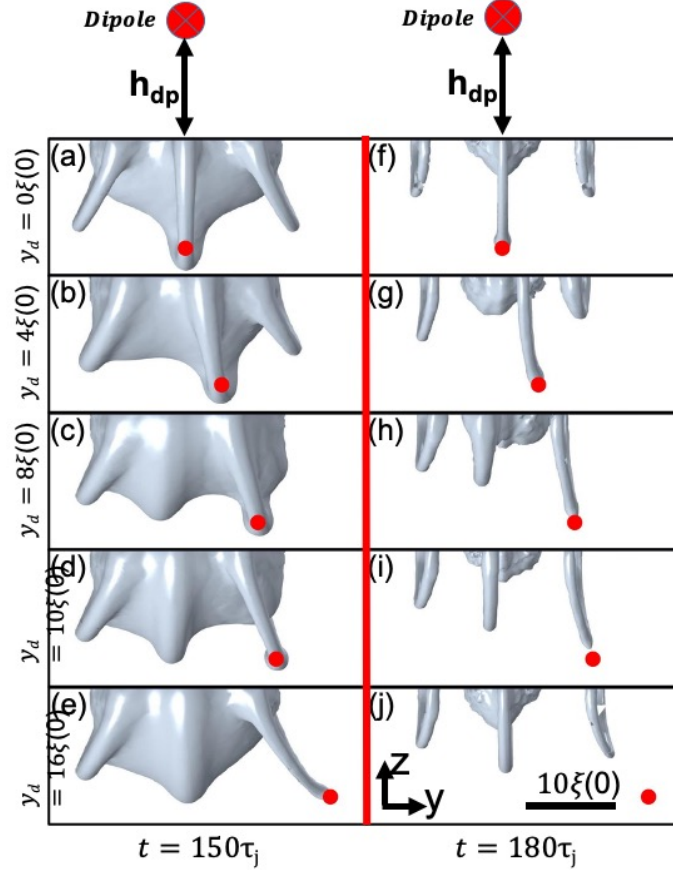 Dipole
Dipole
h_dp
h_dp
(a)
(f)
y_d = 0ξ(0)
(b)
(g)
y_d = 4ξ(0)
(c)
(h)
y_d = 8ξ(0)
(d)
(i)
y_d
= 10ξ(0)
(e)
(j)
y_d
= 16ξ(0)
z
y
10ξ(0)
t = 150τ_j
t = 180τ_j